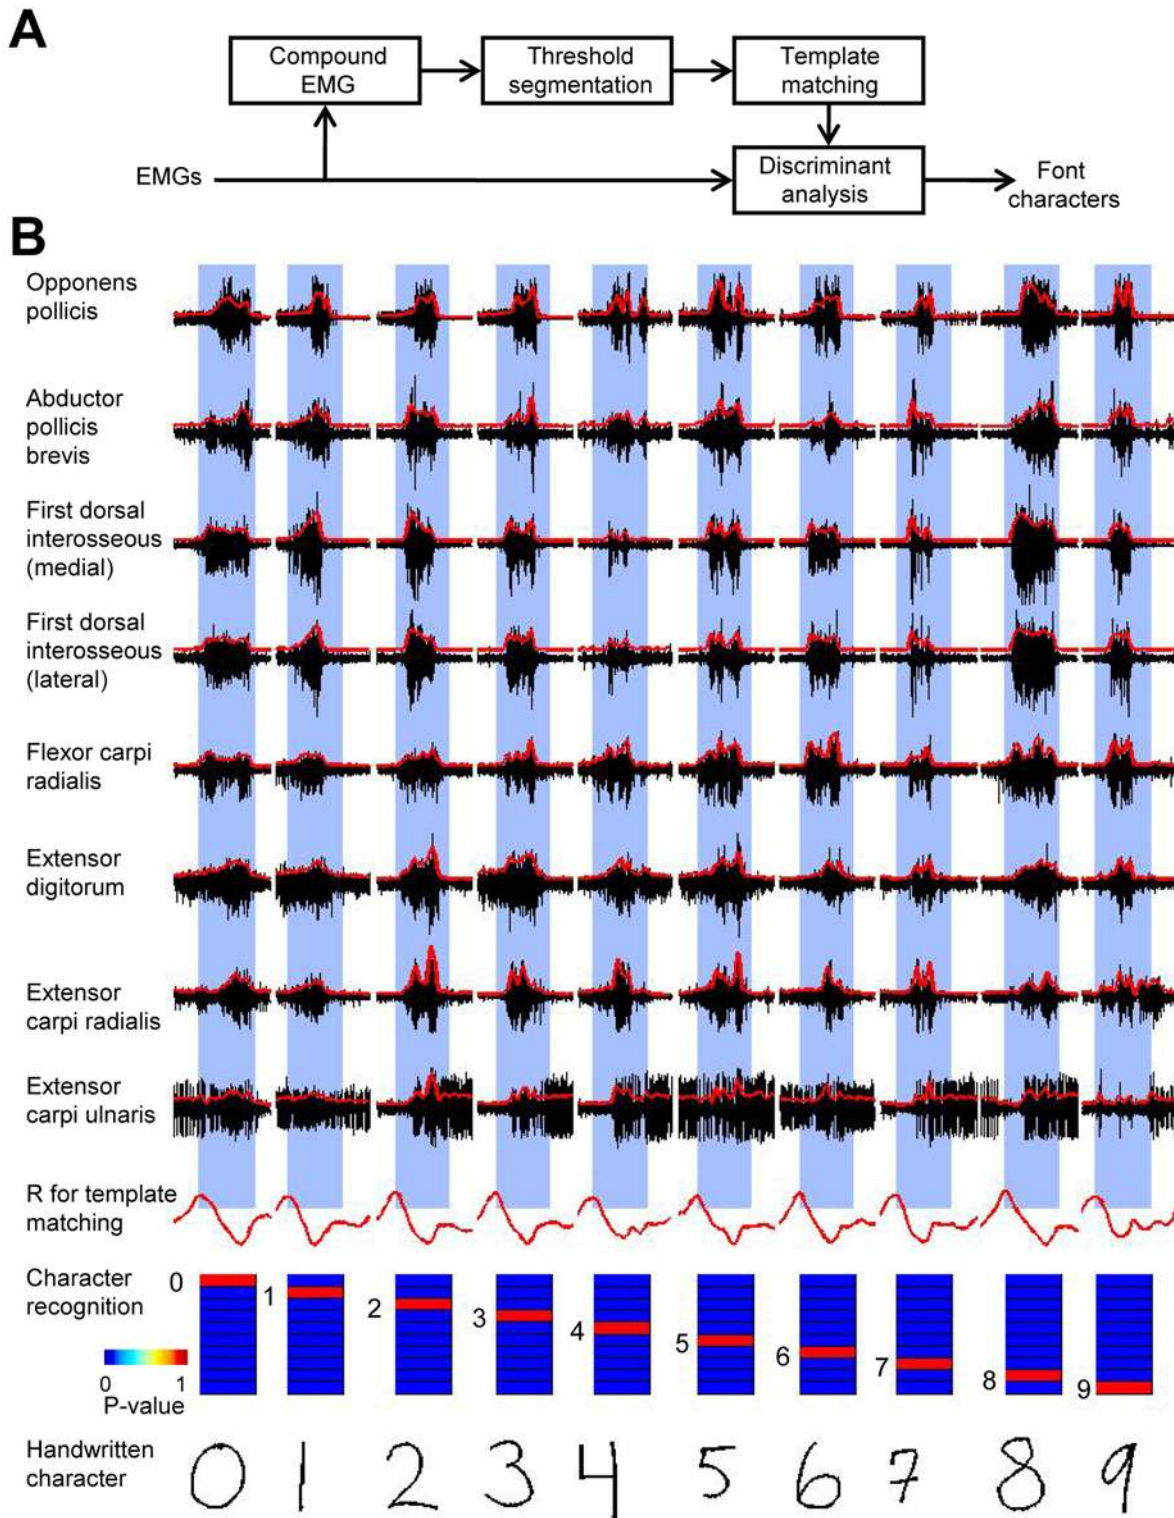 A
Compound
EMG
Threshold
segmentation
Template
matching
EMGs
Discriminant
analysis
Font
characters
B
Opponens
pollicis
Abductor
pollicis
brevis
First dorsal
interosseous
(medial)
First dorsal
interosseous
(lateral)
Flexor carpi
radialis
Extensor
digitorum
Extensor
carpi radialis
Extensor
carpi ulnaris
R for template
matching
Character
recognition
0 1 2 3 4 5 6 7 8 9
0 1
P-value
Handwritten
character
0 1 2 3 4 5 6 7 8 9